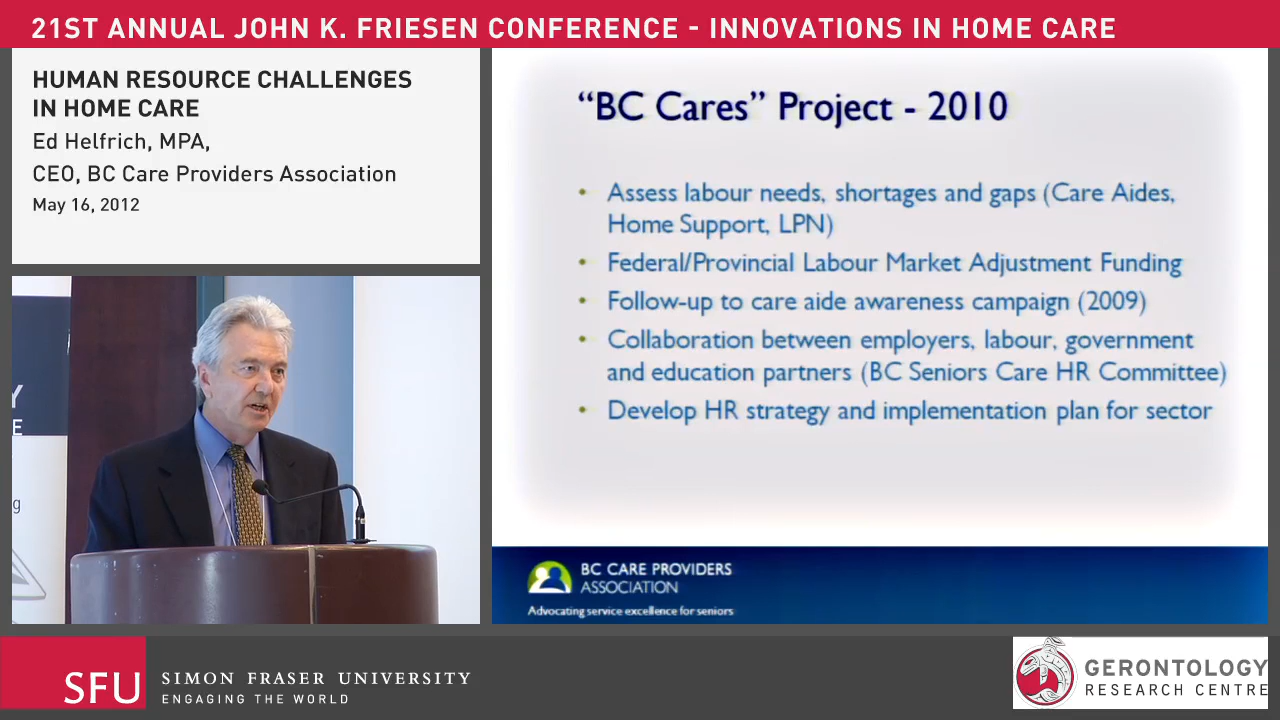 21ST ANNUAL JOHN K. FRIESEN CONFERENCE - INNOVATIONS IN HOME CARE
HUMAN RESOURCE CHALLENGES
IN HOME CARE
Ed Helfrich, MPA,
CEO, BC Care Providers Association
May 16, 2012
“BC Cares” Project - 2010
• Assess labour needs, shortages and gaps (Care Aides,
Home Support, LPN)
• Federal/Provincial Labour Market Adjustment Funding
• Follow-up to care aide awareness campaign (2009)
• Collaboration between employers, labour, government
and education partners (BC Seniors Care HR Committee)
• Develop HR strategy and implementation plan for sector
BC CARE PROVIDERS
ASSOCIATION
Advocating service excellence for seniors
SFU
SIMON FRASER UNIVERSITY
ENGAGING THE WORLD
GERONTOLOGY
RESEARCH CENTRE